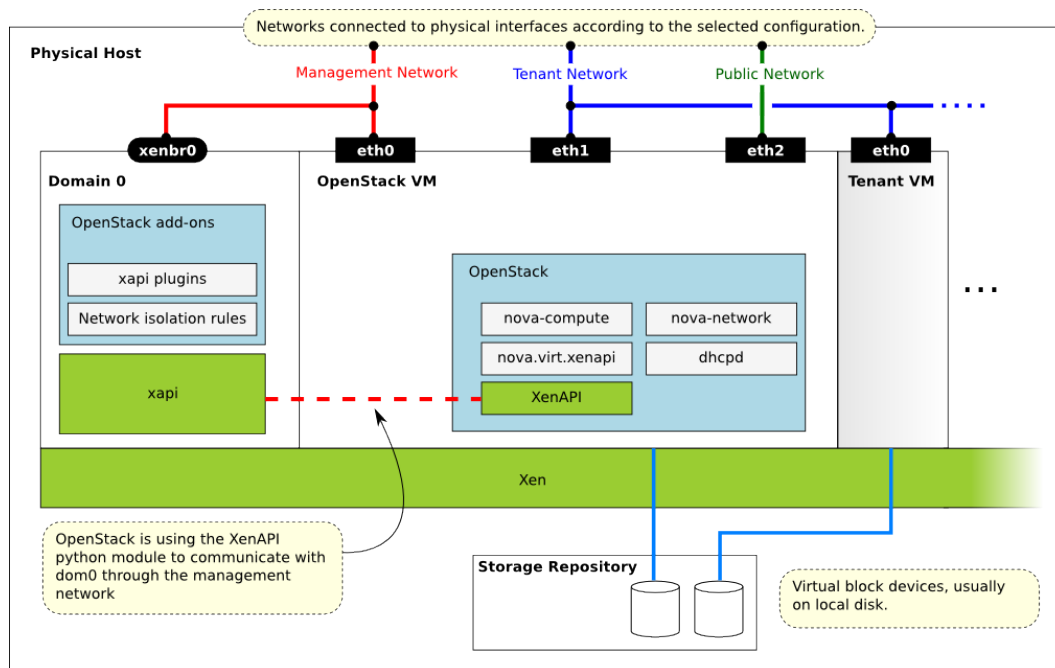 Networks connected to physical interfaces according to the selected configuration.
Physical Host
Management Network
Tenant Network
Public Network
xenbr0
eth0
eth1
eth2
eth0
Domain 0
OpenStack VM
Tenant VM
OpenStack add-ons
xapi plugins
Network isolation rules
xapi
OpenStack
nova-compute
nova-network
nova.virt.xenapi
dhcpd
XenAPI
...
Xen
OpenStack is using the XenAPI
python module to communicate with
dom0 through the management
network
Storage Repository
Virtual block devices, usually
on local disk.